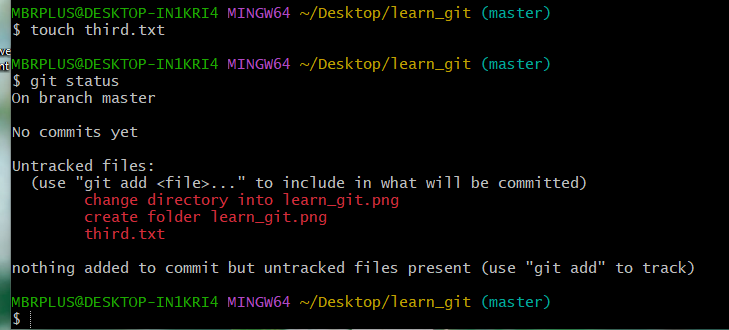 MBRPLUS@DESKTOP-IN1KRI4 MINGW64 ~/Desktop/learn_git (master)
$ touch third.txt
MBRPLUS@DESKTOP-IN1KRI4 MINGW64 ~/Desktop/learn_git (master)
$ git status
On branch master
No commits yet
Untracked files:
(use "git add <file>..." to include in what will be committed)
change directory into learn_git.png
create folder learn_git.png
third.txt
nothing added to commit but untracked files present (use "git add" to track)
MBRPLUS@DESKTOP-IN1KRI4 MINGW64 ~/Desktop/learn_git (master)
$